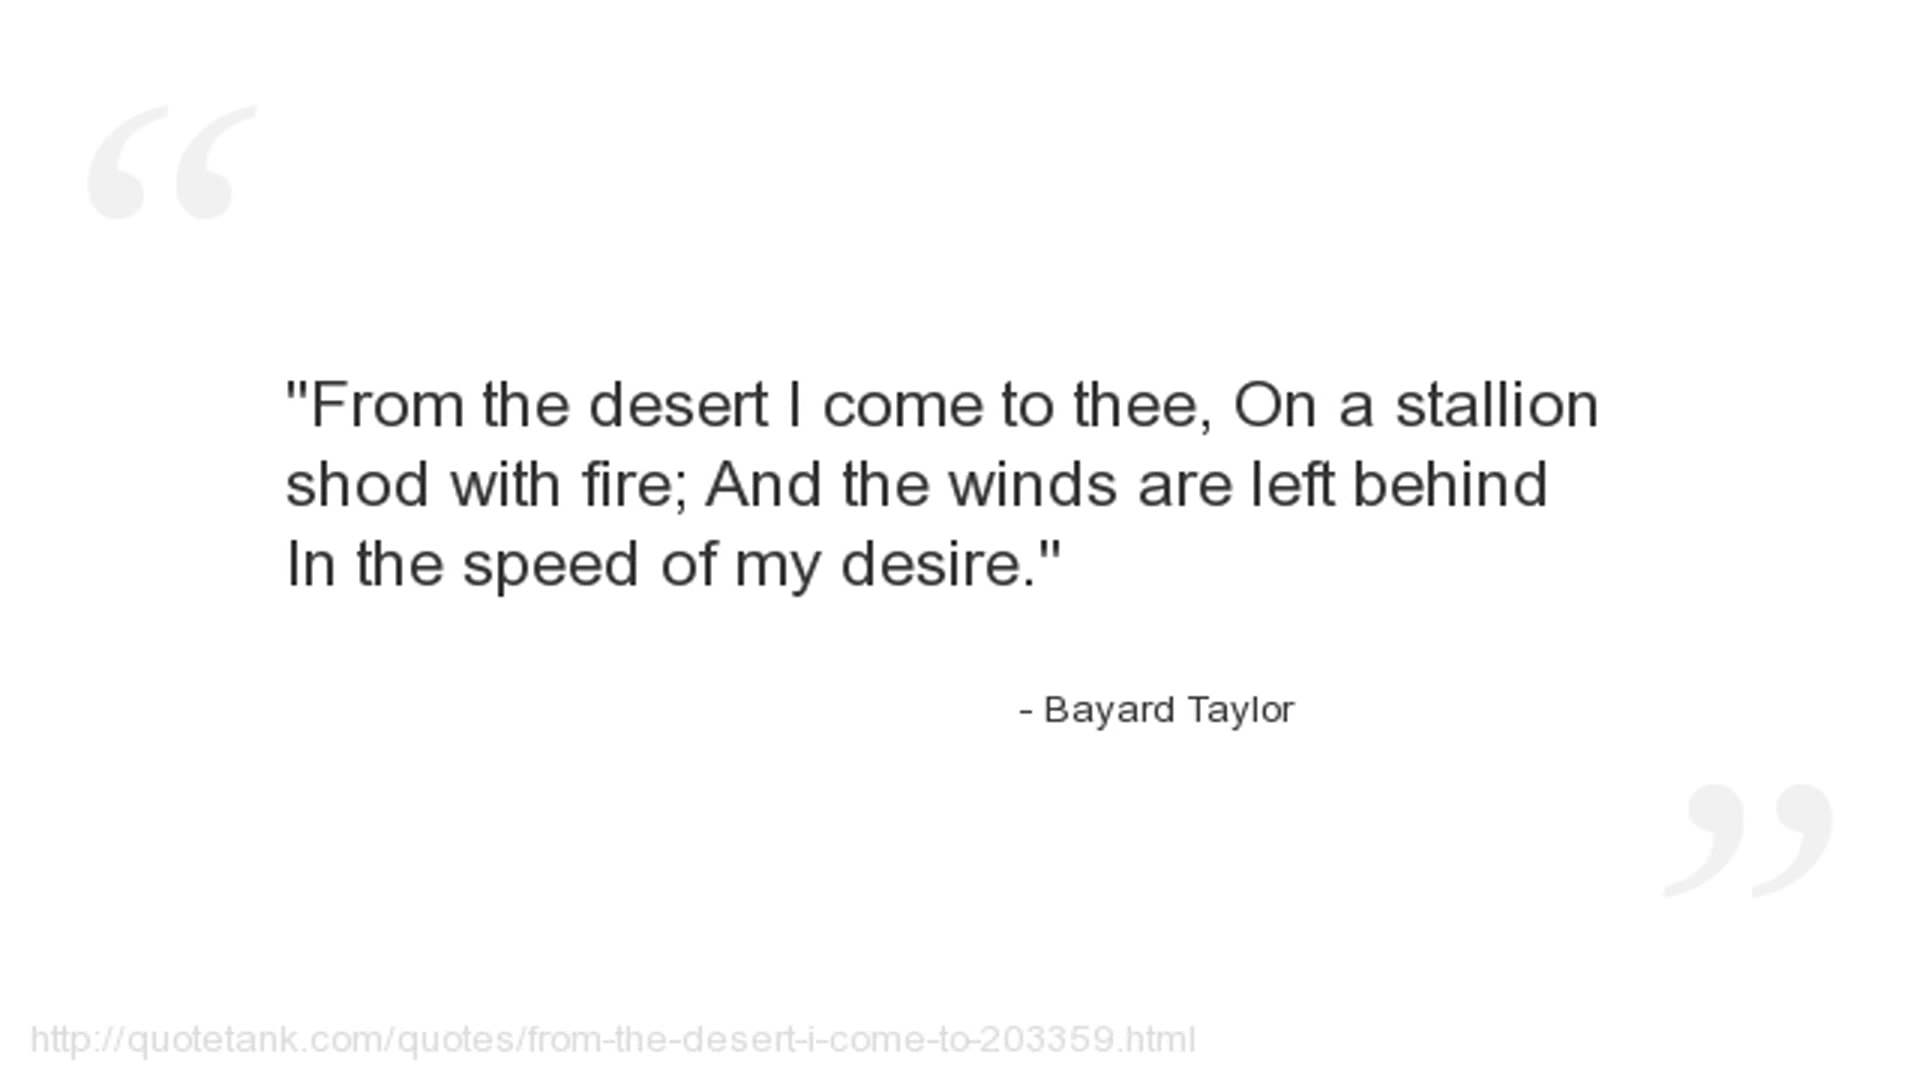 “
"From the desert I come to thee, On a stallion
shod with fire; And the winds are left behind
In the speed of my desire."
- Bayard Taylor
”
http://quotetank.com/quotes/from-the-desert-i-come-to-203359.html